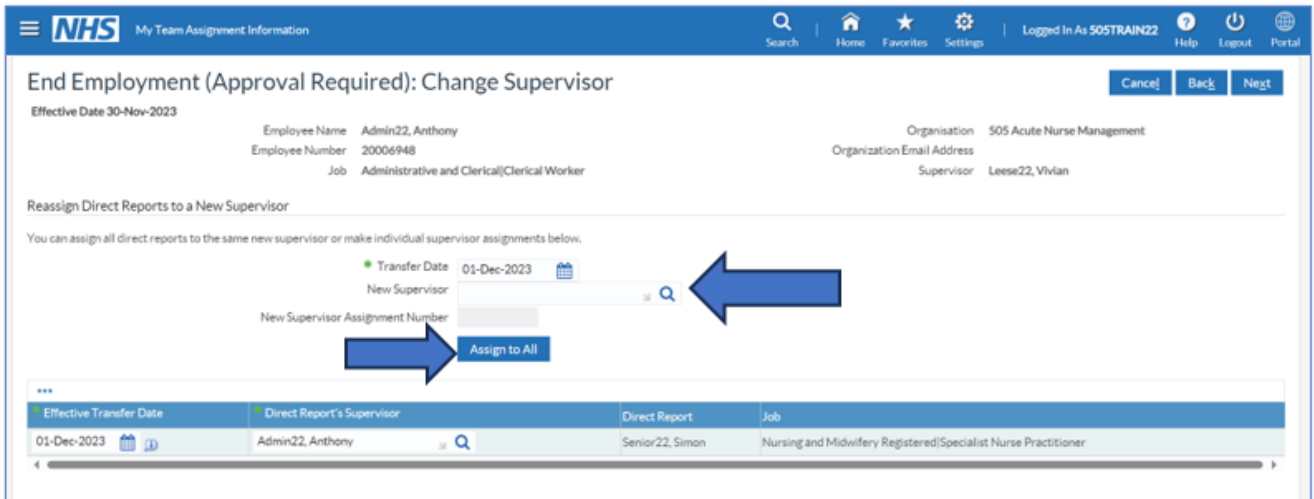 NHS My Team Assignment Information Search Home Favorites Settings Logged In As 505TRAIN22 Help Logout Portal
End Employment (Approval Required): Change Supervisor Cancel Back Next
Effective Date 30-Nov-2023
Employee Name Admin22, Anthony Organisation 505 Acute Nurse Management
Employee Number 20006948 Organization Email Address
Job Administrative and Clerical|Clerical Worker Supervisor Leese22, Vivian
Reassign Direct Reports to a New Supervisor
You can assign all direct reports to the same new supervisor or make individual supervisor assignments below.
Transfer Date 01-Dec-2023
New Supervisor
New Supervisor Assignment Number
Assign to All
Effective Transfer Date Direct Report's Supervisor Direct Report Job
01-Dec-2023 Admin22, Anthony Senior22, Simon Nursing and Midwifery Registered|Specialist Nurse Practitioner